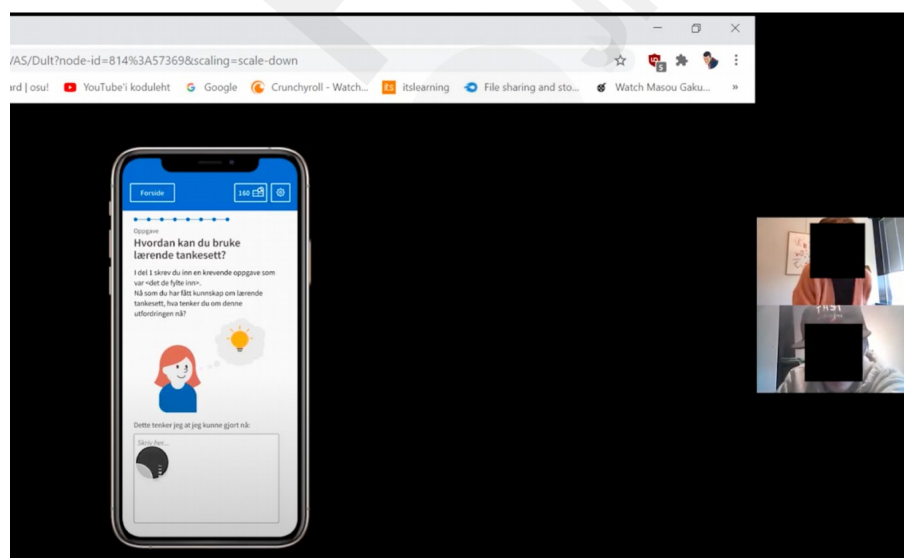 /AS/Dult?node-id=814%3A57369&scaling=scale-down
5
ard | osu! YouTube'i koduleht G Google Crunchyroll - Watch... its itslearning File sharing and sto... Watch Masou Gaku... »
Forside 160
Oppgave
Hvordan kan du bruke
lærende tankesett?
I del 1 skrev du inn en krevende oppgave som
var <det de fylte inn>.
Nå som du har fått kunnskap om lærende
tankesett, hva tenker du om denne
utfordringen nå?
Dette tenker jeg at jeg kunne gjort nå:
Skriv her...